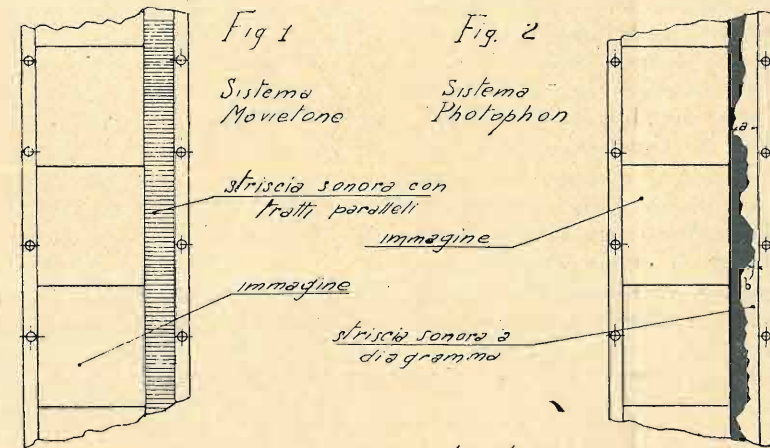 Fig 1
Sistema
Movietone
striscia sonora con
tratti paralleli
immagine
Fig. 2
Sistema
Photophon
immagine
striscia sonora a
diagramma
a
b